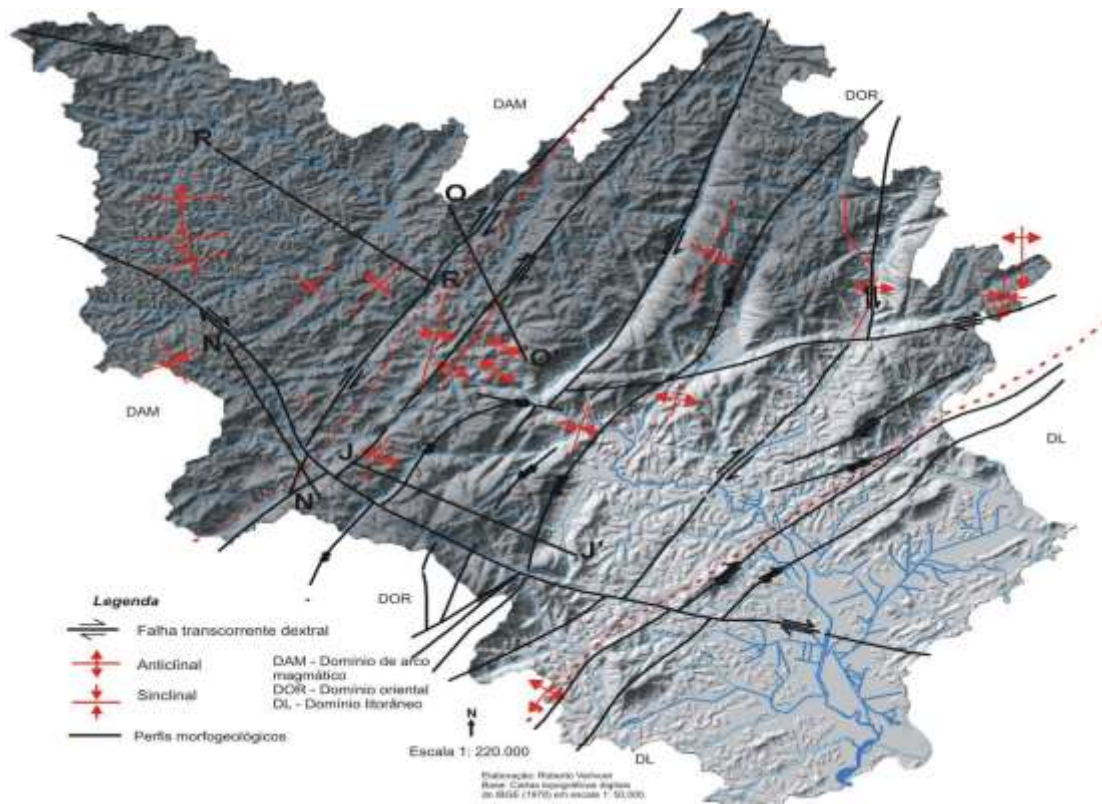 DAM
DOR
R'
O
R
O'
N
DAM
J
N'
J'
DL
DOR
Legenda
Falha transcorrente dextral
Anticlinal
Sinclinal
DAM - Domínio de arco
magmático
DOR - Domínio oriental
DL - Domínio litorâneo
Perfis morfogeológicos
N
Escala 1: 220.000
DL
Elaboração: Roberto
Base: Cartas topográficas digitais
do IBGE (1978) em escala 1: 50.000.